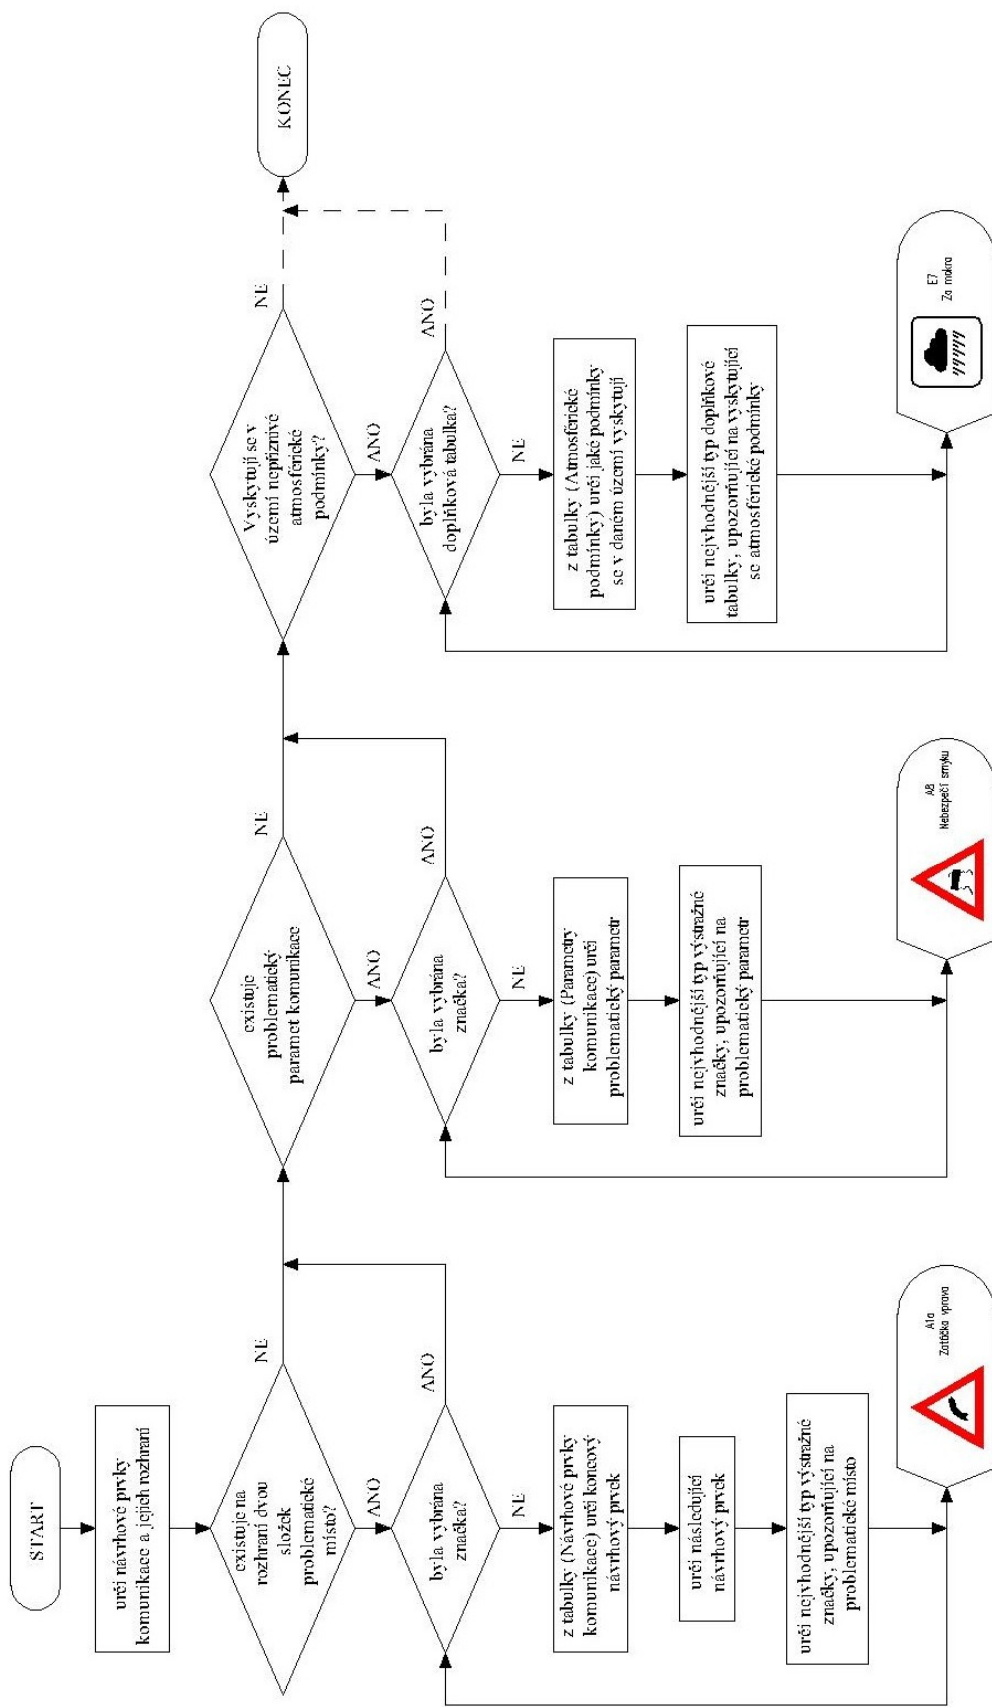 START
určí návrhové prvky
komunikace a jejich rozhraní
existuje na
rozhraní dvou
složek
problematické
místo?
NE
ANO
byla vybrána
značka?
ANO
NE
z tabulky (Návrhové prvky
komunikace) určí koncový
návrhový prvek
určí následující
návrhový prvek
určí nejvhodnější typ výstražné
značky, upozorňující na
problematické místo
A1a
Zatáčka vpravo
existuje
problematický
paramet komunikace
NE
ANO
byla vybrána
značka?
ANO
NE
z tabulky (Parametry
komunikace) určí
problematický parametr
určí nejvhodnější typ výstražné
značky, upozorňující na
problematický parametr
A8
Nebezpečí smyku
Vyskytují se v
území nepříznivé
atmosférické
podmínky?
NE
KONEC
ANO
byla vybrána
doplňková tabulka?
ANO
NE
z tabulky (Atmosférické
podmínky) určí jaké podmínky
se v daném území vyskytují
určí nejvhodnější typ doplňkové
tabulky, upozorňující na vyskytující
se atmosférické podmínky
E7
Za mokra